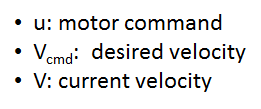 • u: motor command
• Vcmd: desired velocity
• V: current velocity